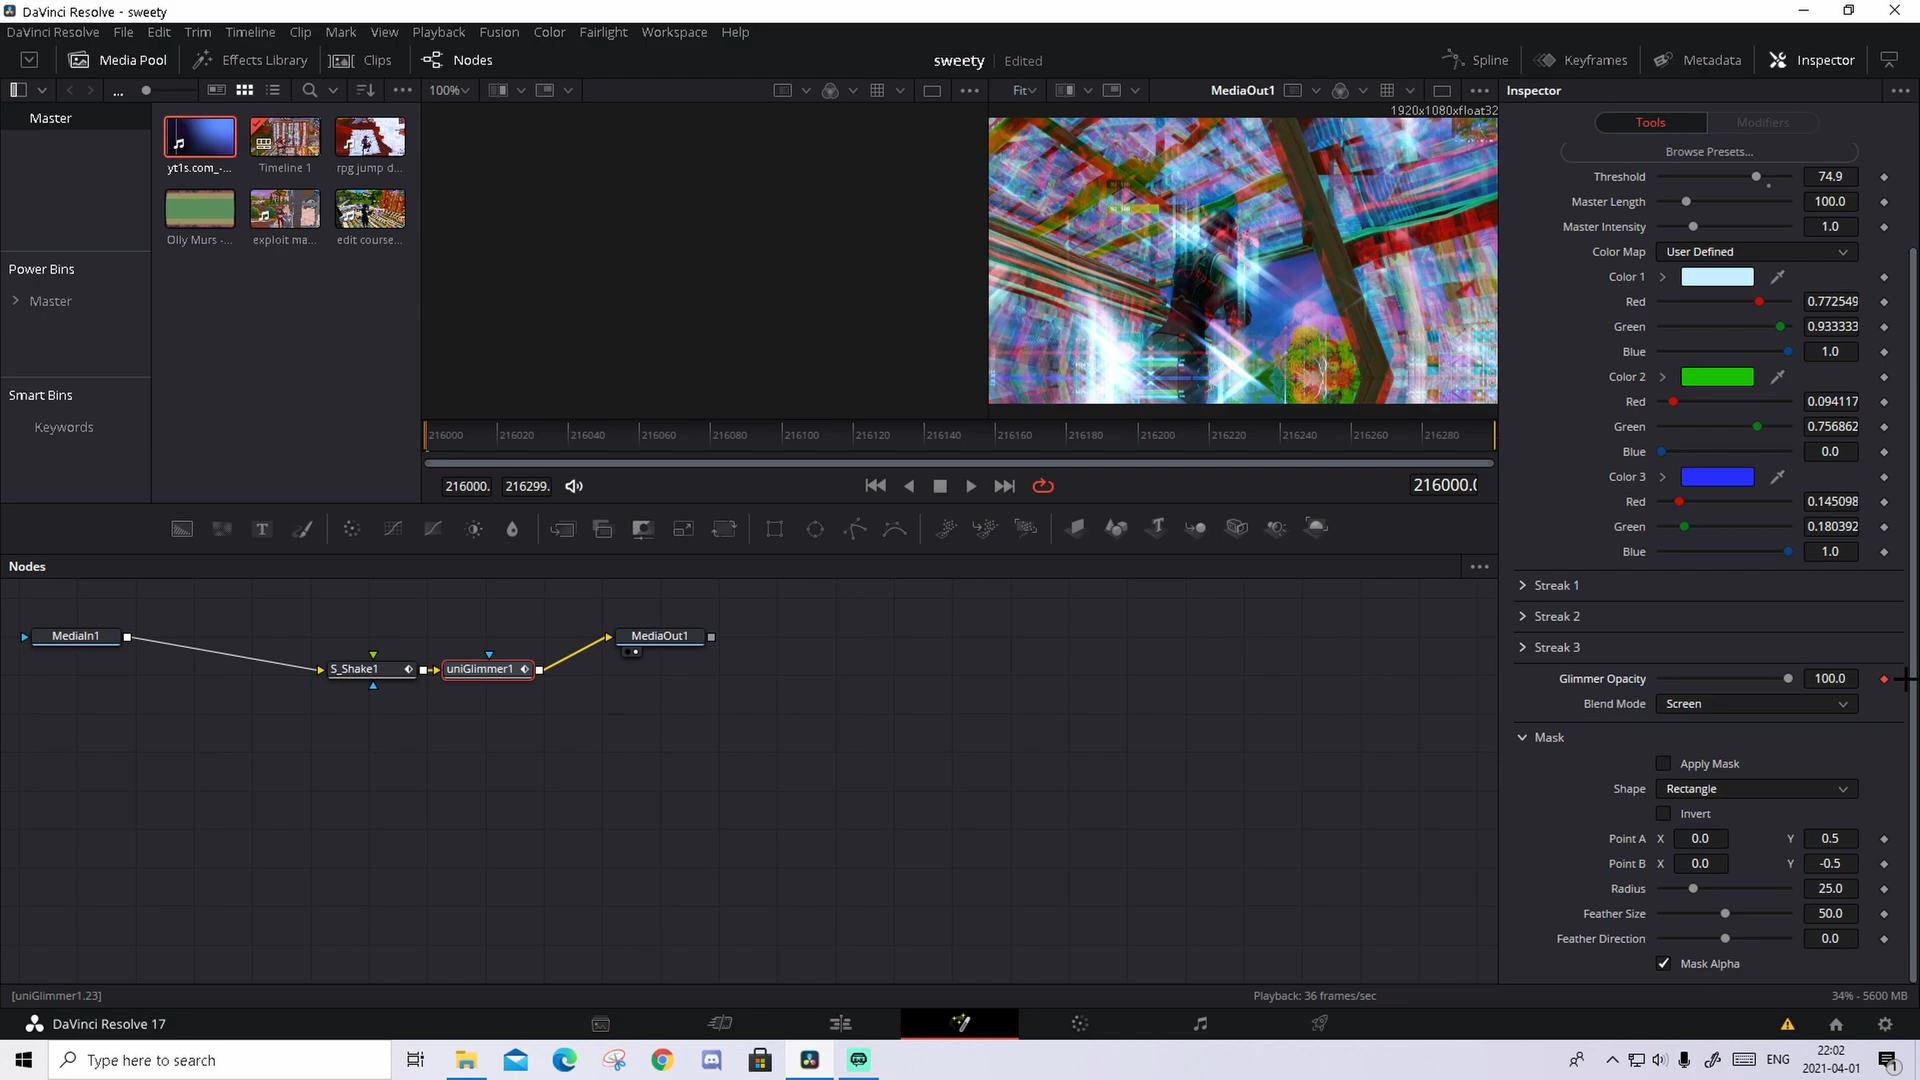 DaVinci Resolve - sweety
DaVinci Resolve File Edit Trim Timeline Clip Mark View Playback Fusion Color Fairlight Workspace Help
Media Pool Effects Library Clips Nodes sweety Edited Spline Keyframes Metadata Inspector
... 100% Fit MediaOut1 Inspector
1920x1080xfloat32
Master
Tools Modifiers
Browse Presets...
yt1s.com_-... Timeline 1 rpg jump d...
Olly Murs -... exploit ma... edit course...
Power Bins
Master
Smart Bins
Keywords
Threshold 74.9
Master Length 100.0
Master Intensity 1.0
Color Map User Defined
Color 1
Red 0.772549
Green 0.933333
Blue 1.0
Color 2
Red 0.094117
Green 0.756862
Blue 0.0
Color 3
Red 0.145098
Green 0.180392
Blue 1.0
216000 216020 216040 216060 216080 216100 216120 216140 216160 216180 216200 216220 216240 216260 216280
216000. 216299. 216000.0
Nodes
MediaIn1 S_Shake1 uniGlimmer1 MediaOut1
Streak 1
Streak 2
Streak 3
Glimmer Opacity 100.0
Blend Mode Screen
Mask
Apply Mask
Shape Rectangle
Invert
Point A X 0.0 Y 0.5
Point B X 0.0 Y -0.5
Radius 25.0
Feather Size 50.0
Feather Direction 0.0
Mask Alpha
[uniGlimmer1.23] Playback: 36 frames/sec 34% - 5600 MB
DaVinci Resolve 17
Type here to search ENG 22:02
2021-04-01
1